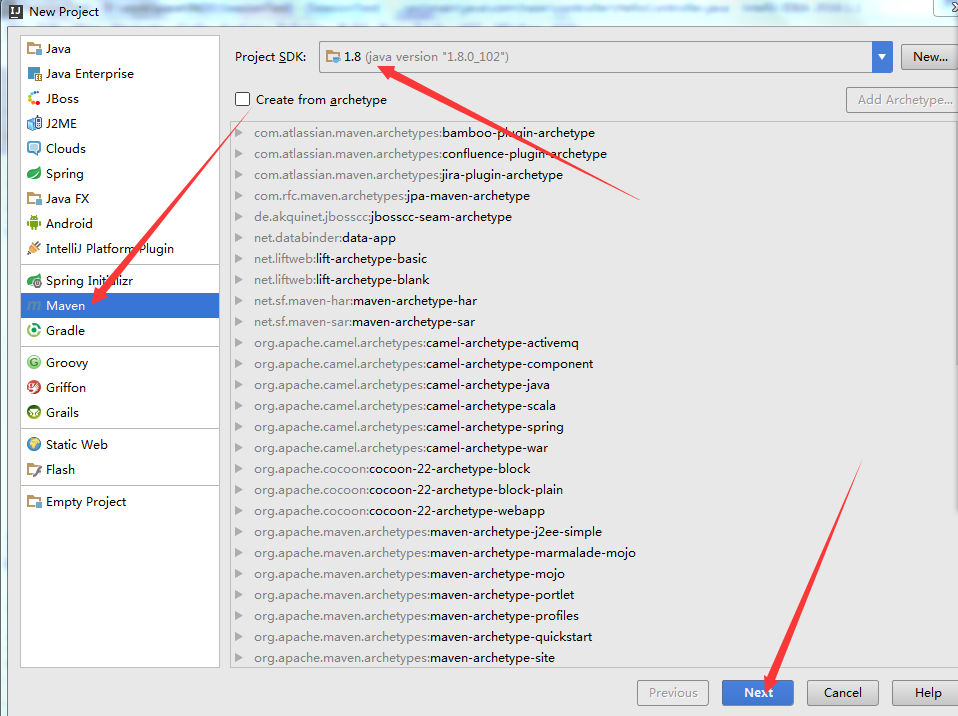 New Project
Java
Java Enterprise
JBoss
J2ME
Clouds
Spring
Java FX
Android
IntelliJ Platform Plugin
Spring Initializr
Maven
Gradle
Groovy
Griffon
Grails
Static Web
Flash
Empty Project
Project SDK: 1.8 (java version "1.8.0_102") New...
Create from archetype Add Archetype...
com.atlassian.maven.archetypes:bamboo-plugin-archetype
com.atlassian.maven.archetypes:confluence-plugin-archetype
com.atlassian.maven.archetypes:jira-plugin-archetype
com.rfc.maven.archetypes:jpa-maven-archetype
de.akquinet.jbosscc:jbosscc-seam-archetype
net.databinder:data-app
net.liftweb:lift-archetype-basic
net.liftweb:lift-archetype-blank
net.sf.maven-har:maven-archetype-har
net.sf.maven-sar:maven-archetype-sar
org.apache.camel.archetypes:camel-archetype-activemq
org.apache.camel.archetypes:camel-archetype-component
org.apache.camel.archetypes:camel-archetype-java
org.apache.camel.archetypes:camel-archetype-scala
org.apache.camel.archetypes:camel-archetype-spring
org.apache.camel.archetypes:camel-archetype-war
org.apache.cocoon:cocoon-22-archetype-block
org.apache.cocoon:cocoon-22-archetype-block-plain
org.apache.cocoon:cocoon-22-archetype-webapp
org.apache.maven.archetypes:maven-archetype-j2ee-simple
org.apache.maven.archetypes:maven-archetype-marmalade-mojo
org.apache.maven.archetypes:maven-archetype-mojo
org.apache.maven.archetypes:maven-archetype-portlet
org.apache.maven.archetypes:maven-archetype-profiles
org.apache.maven.archetypes:maven-archetype-quickstart
org.apache.maven.archetypes:maven-archetype-site
Previous Next Cancel Help